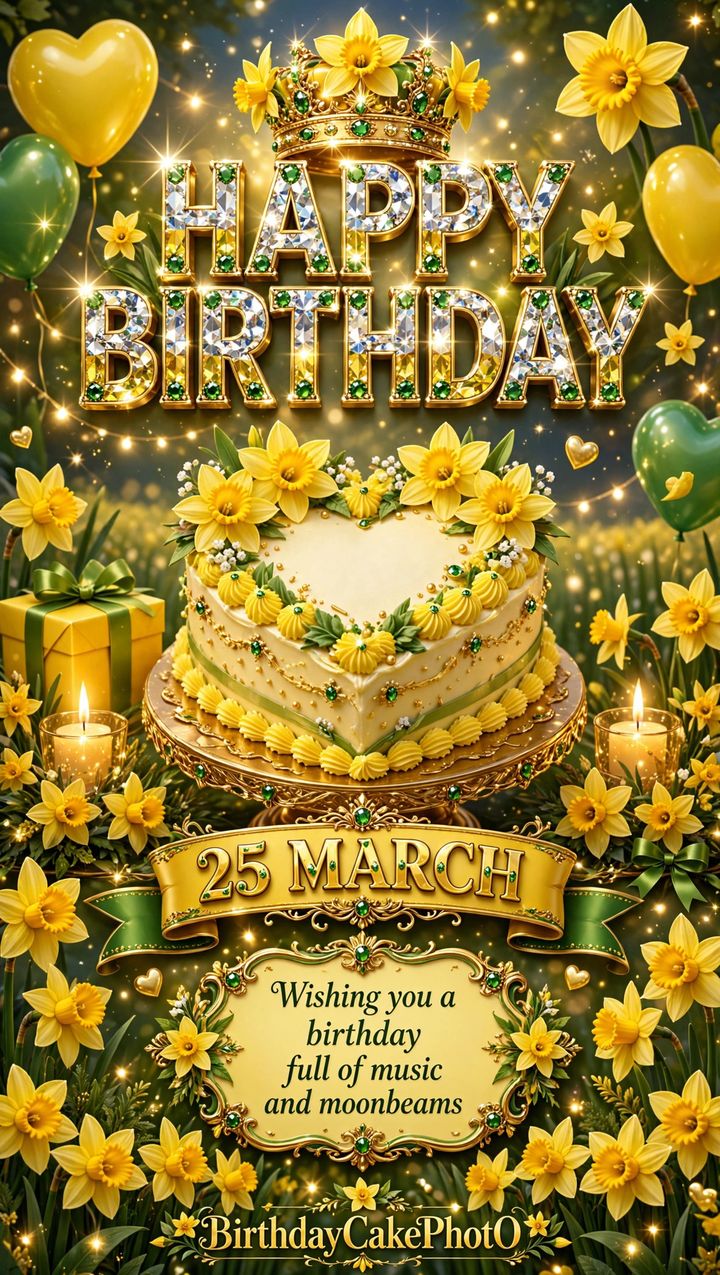 HAPPY
BIRTHDAY
25 MARCH
Wishing you a
birthday
full of music
and moonbeams
BirthdayCakePhotO